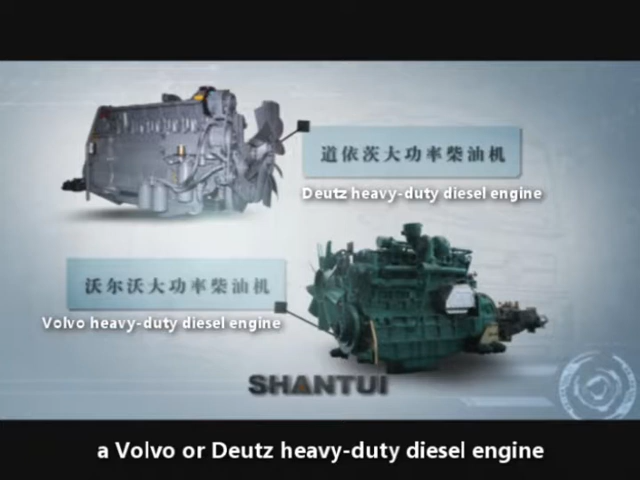 道依茨大功率柴油机
Deutz heavy-duty diesel engine
沃尔沃大功率柴油机
Volvo heavy-duty diesel engine
SHANTUI
a Volvo or Deutz heavy-duty diesel engine